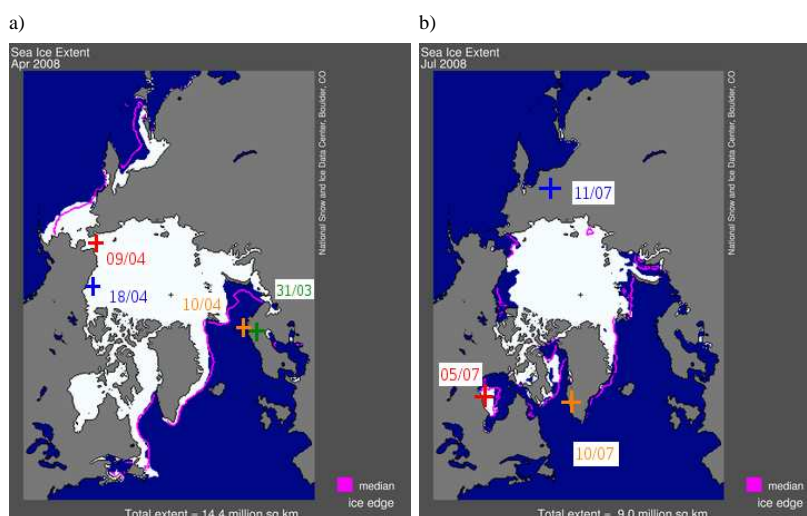 a)
Sea Ice Extent
Apr 2008
National Snow and Ice Data Center, Boulder, CO
09/04
18/04
10/04
31/03
median
ice edge
Total extent = 14.4 million sq km
b)
Sea Ice Extent
Jul 2008
National Snow and Ice Data Center, Boulder, CO
11/07
05/07
10/07
median
ice edge
Total extent = 9.0 million sq km